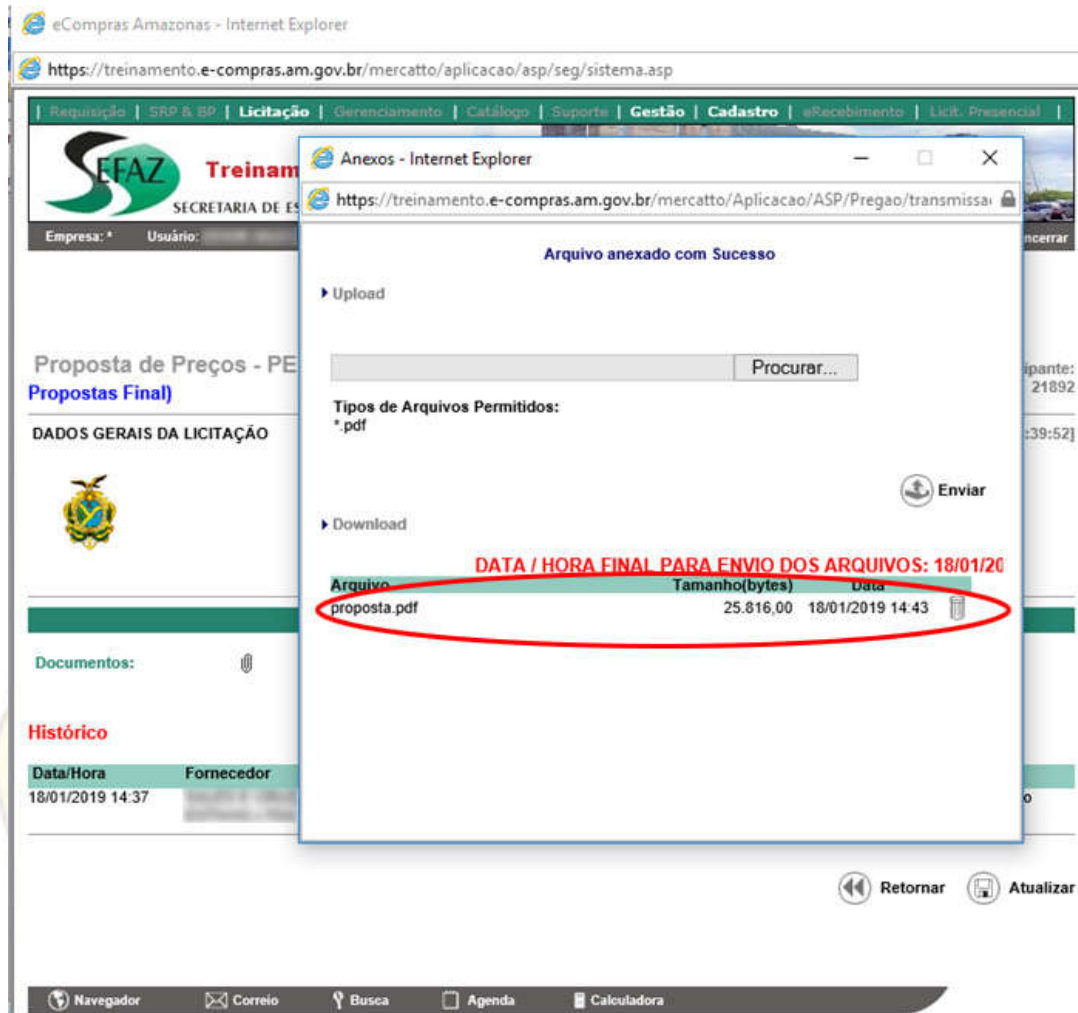 eCompras Amazonas - Internet Explorer
https://treinamento.e-compras.am.gov.br/mercatto/aplicacao/asp/seg/sistema.asp
| Requisição | SRP & BP | Licitação | Gerenciamento | Catálogo | Suporte | Gestão | Cadastro | eRecebimento | Licit. Presencial |
SEFAZ
Treinam
SECRETARIA DE ES
Empresa: * Usuário:
ncerrar
Anexos - Internet Explorer
https://treinamento.e-compras.am.gov.br/mercatto/Aplicacao/ASP/Pregao/transmissa
Arquivo anexado com Sucesso
Upload
Procurar...
Tipos de Arquivos Permitidos:
*.pdf
Enviar
Download
DATA / HORA FINAL PARA ENVIO DOS ARQUIVOS: 18/01/20
Arquivo Tamanho(bytes) Data
proposta.pdf 25.816,00 18/01/2019 14:43
Proposta de Preços - PE
ipante:
Propostas Final)
21892
DADOS GERAIS DA LICITAÇÃO
:39:52]
Documentos:
Histórico
Data/Hora Fornecedor
18/01/2019 14:37
o
Retornar Atualizar
Navegador Correio Busca Agenda Calculadora